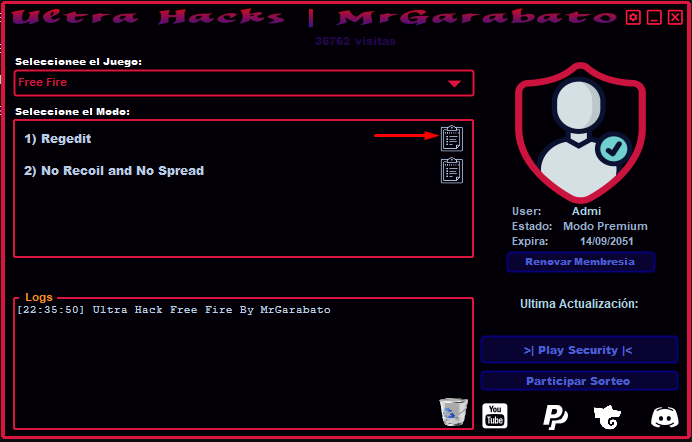 Ultra Hacks | MrGarabato
36762 visitas
Seleccionee el Juego:
Free Fire
Seleccione el Modo:
1) Regedit
2) No Recoil and No Spread
User: Admi
Estado: Modo Premium
Expira: 14/09/2051
Renovar Membresia
Ultima Actualización:
Logs
[22:35:50] Ultra Hack Free Fire By MrGarabato
>| Play Security |<
Participar Sorteo
You
Tube